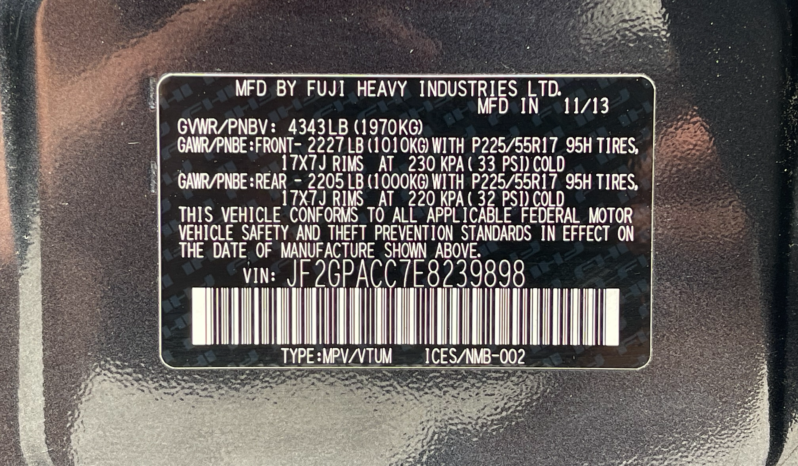 MFD BY FUJI HEAVY INDUSTRIES LTD.
MFD IN 11/13
GVWR/PNBV: 4343LB(1970KG)
GAWR/PNBE:FRONT- 2227LB(1010KG)WITH P225/55R17 95H TIRES,
17X7J RIMS AT 230 KPA(33 PSI)COLD
GAWR/PNBE:REAR - 2205LB(1000KG)WITH P225/55R17 95H TIRES,
17X7J RIMS AT 220 KPA(32 PSI)COLD
THIS VEHICLE CONFORMS TO ALL APPLICABLE FEDERAL MOTOR
VEHICLE SAFETY AND THEFT PREVENTION STANDARDS IN EFFECT ON
THE DATE OF MANUFACTURE SHOWN ABOVE.
VIN: JF2GPACC7E8239898
TYPE:MPV/VTUM ICES/NMB-002